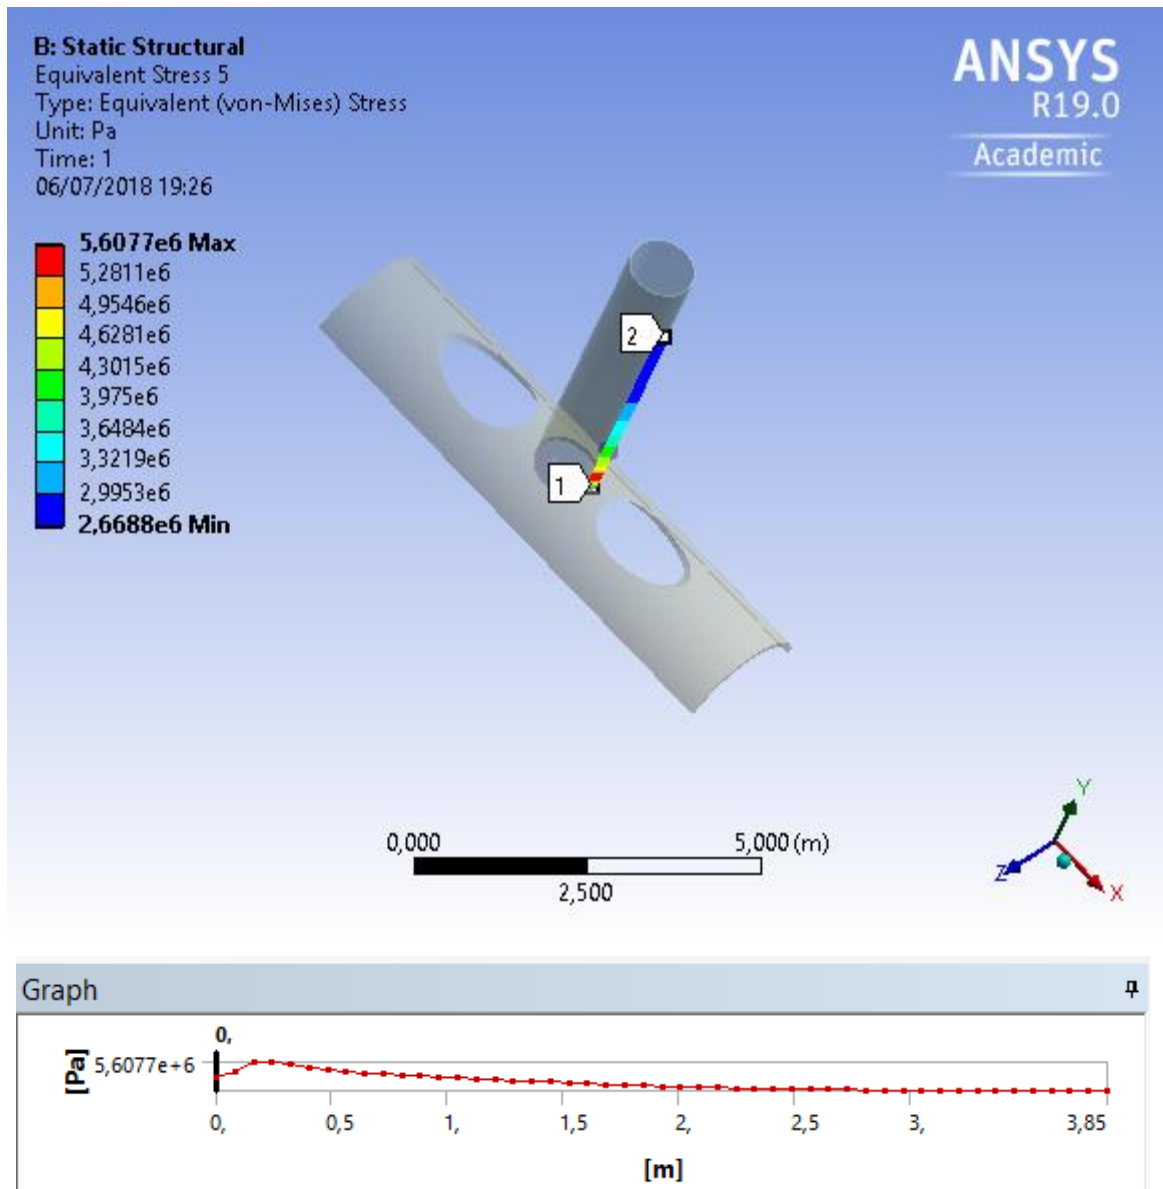 B: Static Structural
Equivalent Stress 5
Type: Equivalent (von-Mises) Stress
Unit: Pa
Time: 1
06/07/2018 19:26
ANSYS
R19.0
Academic
5,6077e6 Max
5,2811e6
4,9546e6
4,6281e6
4,3015e6
3,975e6
3,6484e6
3,3219e6
2,9953e6
2,6688e6 Min
2
1
0,000
5,000 (m)
2,500
Y
Z
X
Graph
0,
[Pa]
5,6077e+6
0,
0,5
1,
1,5
2,
2,5
3,
3,85
[m]